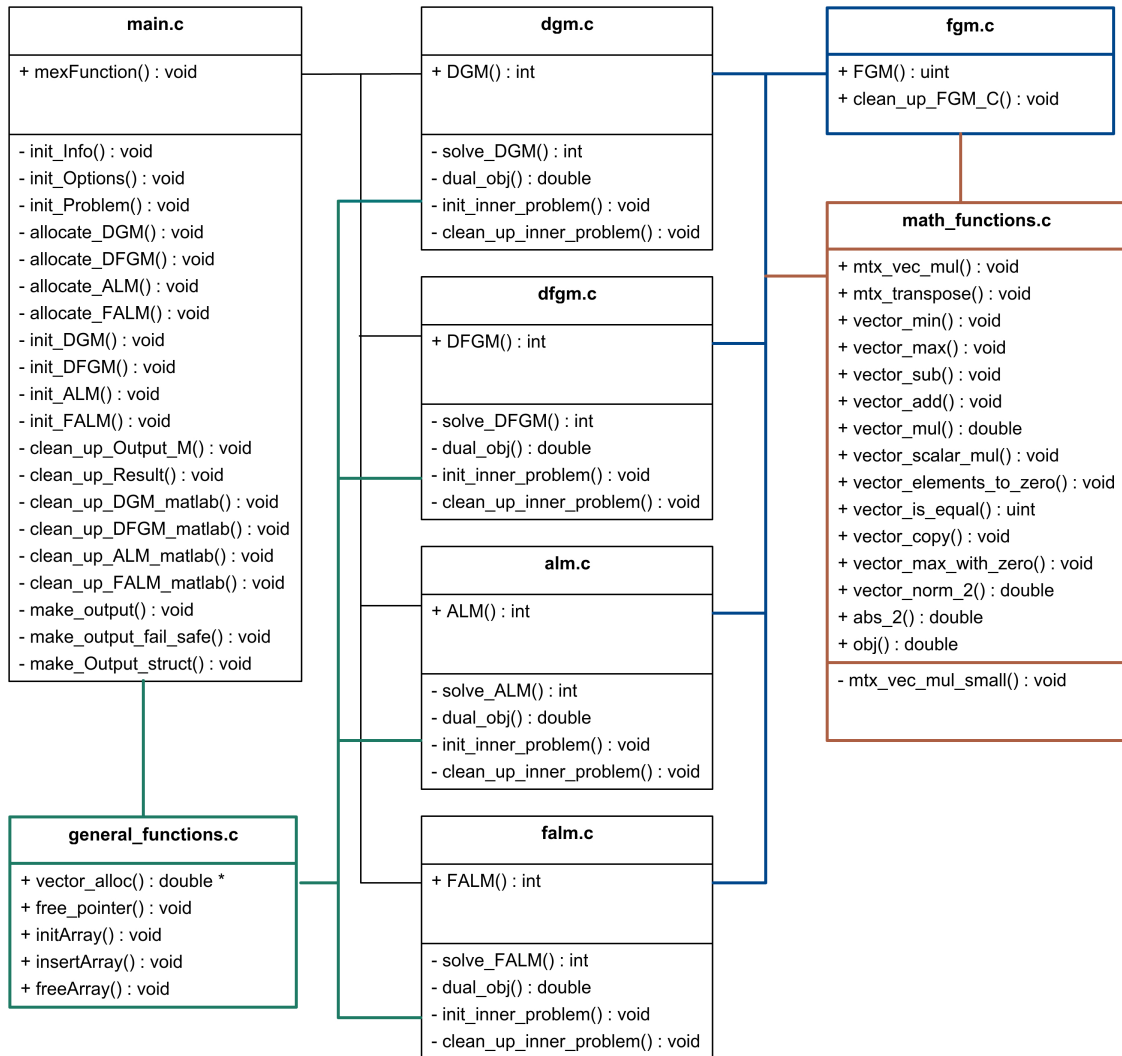 main.c
+ mexFunction() : void
- init_Info() : void
- init_Options() : void
- init_Problem() : void
- allocate_DGM() : void
- allocate_DFGM() : void
- allocate_ALM() : void
- allocate_FALM() : void
- init_DGM() : void
- init_DFGM() : void
- init_ALM() : void
- init_FALM() : void
- clean_up_Output_M() : void
- clean_up_Result() : void
- clean_up_DGM_matlab() : void
- clean_up_DFGM_matlab() : void
- clean_up_ALM_matlab() : void
- clean_up_FALM_matlab() : void
- make_output() : void
- make_output_fail_safe() : void
- make_Output_struct() : void
general_functions.c
+ vector_alloc() : double *
+ free_pointer() : void
+ initArray() : void
+ insertArray() : void
+ freeArray() : void
dgm.c
+ DGM() : int
- solve_DGM() : int
- dual_obj() : double
- init_inner_problem() : void
- clean_up_inner_problem() : void
dfgm.c
+ DFGM() : int
- solve_DFGM() : int
- dual_obj() : double
- init_inner_problem() : void
- clean_up_inner_problem() : void
alm.c
+ ALM() : int
- solve_ALM() : int
- dual_obj() : double
- init_inner_problem() : void
- clean_up_inner_problem() : void
falm.c
+ FALM() : int
- solve_FALM() : int
- dual_obj() : double
- init_inner_problem() : void
- clean_up_inner_problem() : void
fgm.c
+ FGM() : uint
+ clean_up_FGM_C() : void
math_functions.c
+ mtx_vec_mul() : void
+ mtx_transpose() : void
+ vector_min() : void
+ vector_max() : void
+ vector_sub() : void
+ vector_add() : void
+ vector_mul() : double
+ vector_scalar_mul() : void
+ vector_elements_to_zero() : void
+ vector_is_equal() : uint
+ vector_copy() : void
+ vector_max_with_zero() : void
+ vector_norm_2() : double
+ abs_2() : double
+ obj() : double
- mtx_vec_mul_small() : void